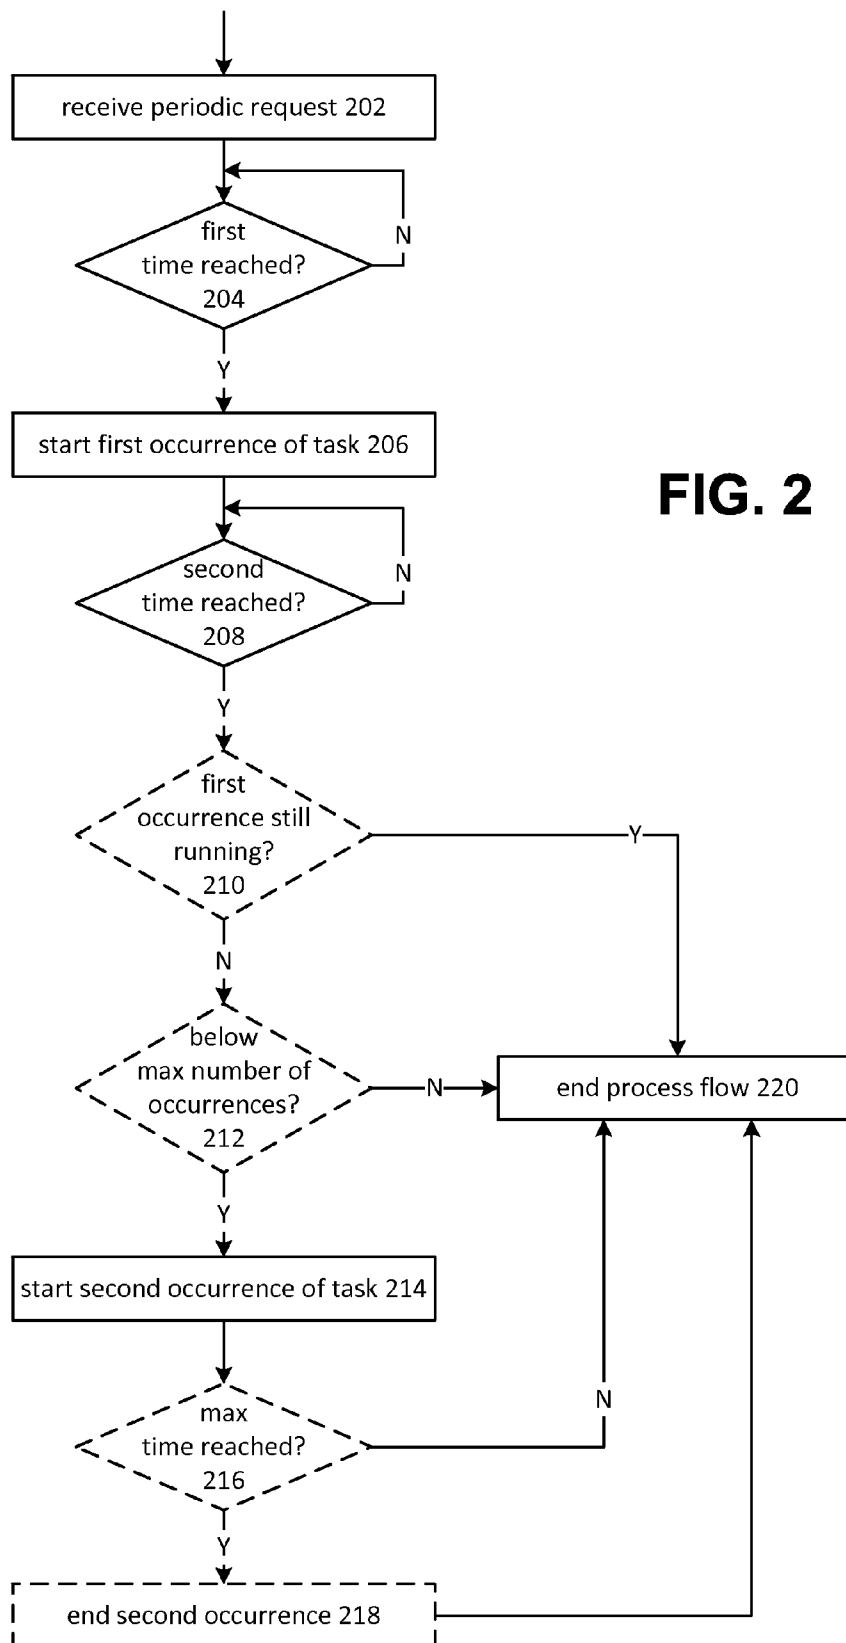 receive periodic request 202
first
time reached?
204
N
Y
start first occurrence of task 206
FIG. 2
second
time reached?
208
N
Y
first
occurrence still
running?
210
Y
N
below
max number of
occurrences?
212
N
end process flow 220
Y
start second occurrence of task 214
max
time reached?
216
N
Y
end second occurrence 218